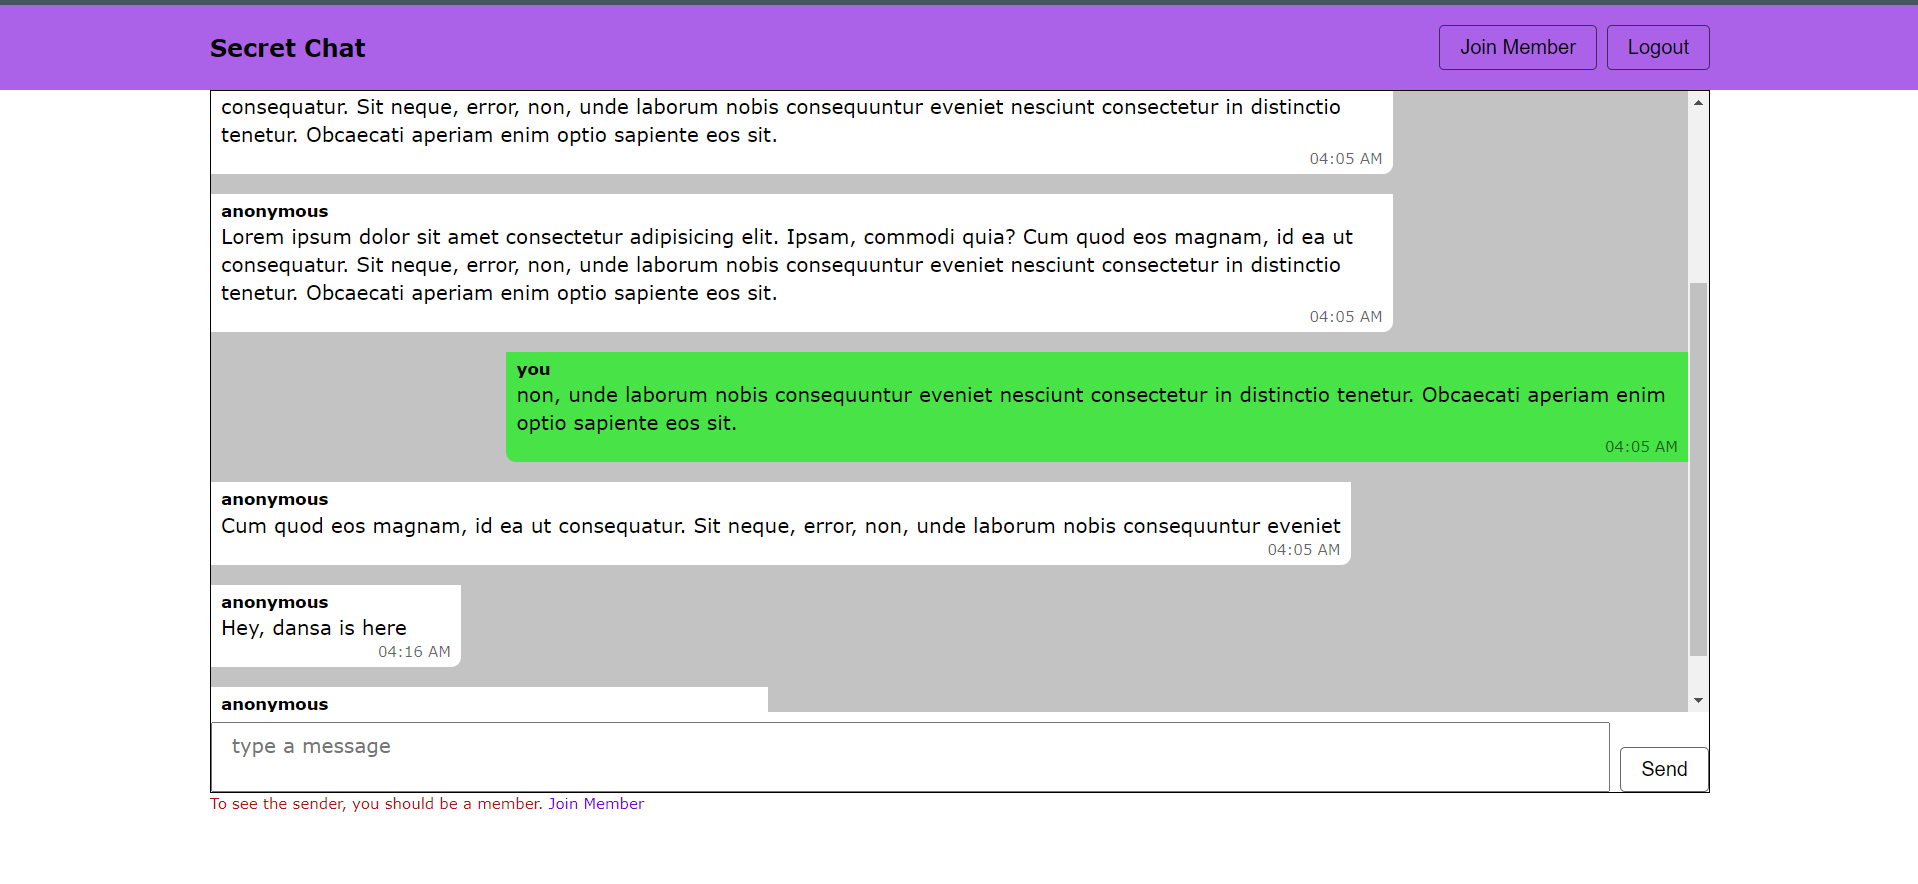 Secret Chat
Join Member
Logout
consequatur. Sit neque, error, non, unde laborum nobis consequuntur eveniet nesciunt consectetur in distinctio
tenetur. Obcaecati aperiam enim optio sapiente eos sit.
04:05 AM
anonymous
Lorem ipsum dolor sit amet consectetur adipisicing elit. Ipsam, commodi quia? Cum quod eos magnam, id ea ut
consequatur. Sit neque, error, non, unde laborum nobis consequuntur eveniet nesciunt consectetur in distinctio
tenetur. Obcaecati aperiam enim optio sapiente eos sit.
04:05 AM
you
non, unde laborum nobis consequuntur eveniet nesciunt consectetur in distinctio tenetur. Obcaecati aperiam enim
optio sapiente eos sit.
04:05 AM
anonymous
Cum quod eos magnam, id ea ut consequatur. Sit neque, error, non, unde laborum nobis consequuntur eveniet
04:05 AM
anonymous
Hey, dansa is here
04:16 AM
anonymous
type a message
Send
To see the sender, you should be a member. Join Member